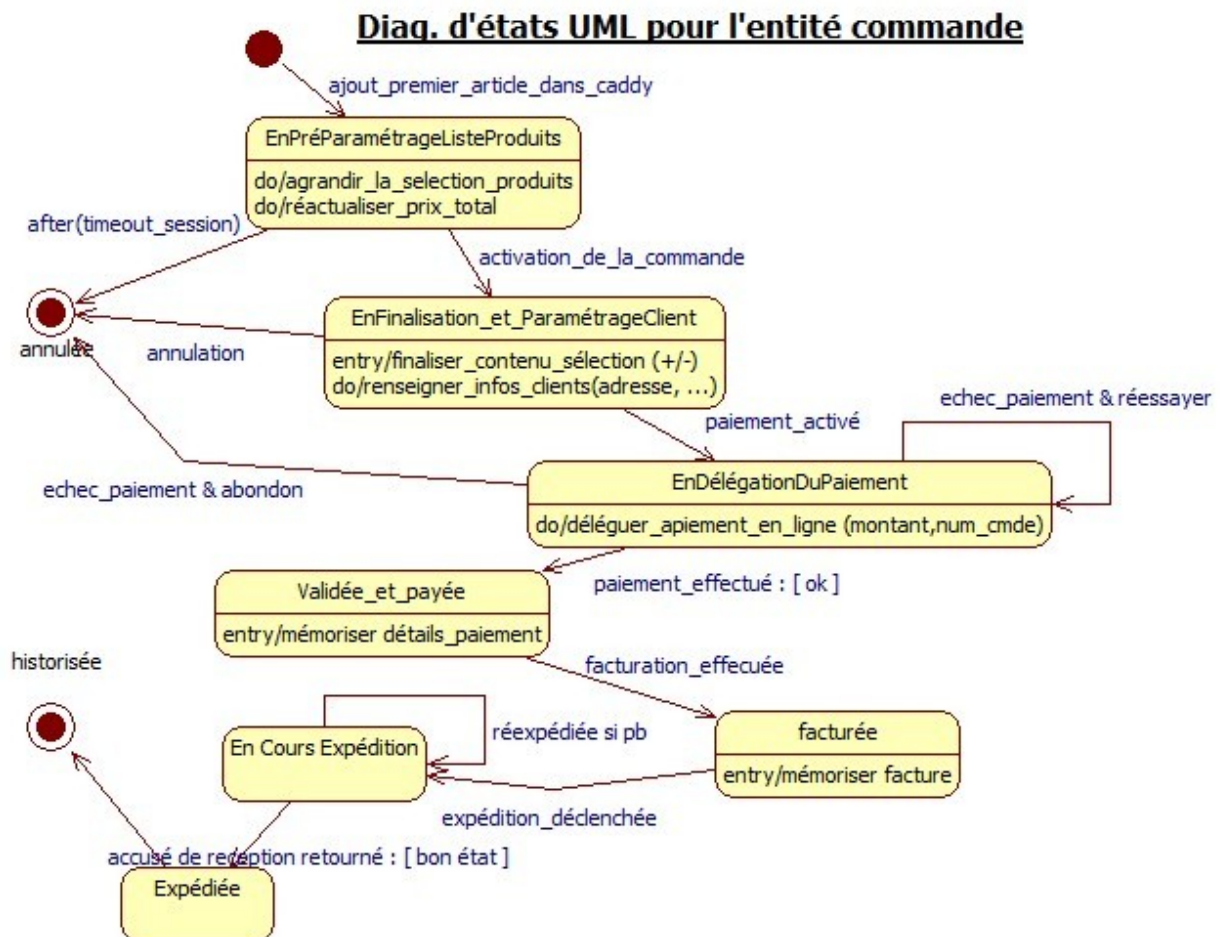 Diag. d'états UML pour l'entité commande
ajout_premier_article_dans_caddy
EnPréParamétrageListeProduits
do/agrandir_la_selection_produits
do/réactualiser_prix_total
after(timeout_session)
activation_de_la_commande
EnFinalisation_et_ParamétrageClient
entry/finaliser_contenu_sélection (+/-)
do/renseigner_infos_clients(adresse, ...)
annulée
annulation
echec_paiement & réessayer
paiement_activé
EnDélégationDuPaiement
do/déléguer_apiement_en_ligne (montant,num_cmde)
echec_paiement & abondon
paiement_effectué : [ ok ]
Validée_et_payée
entry/mémoriser détails_paiement
historisée
facturation_effecuée
facturée
entry/mémoriser facture
En Cours Expédition
réexpédiée si pb
expédition_déclenchée
accusé de reception retourné : [ bon état ]
Expédiée